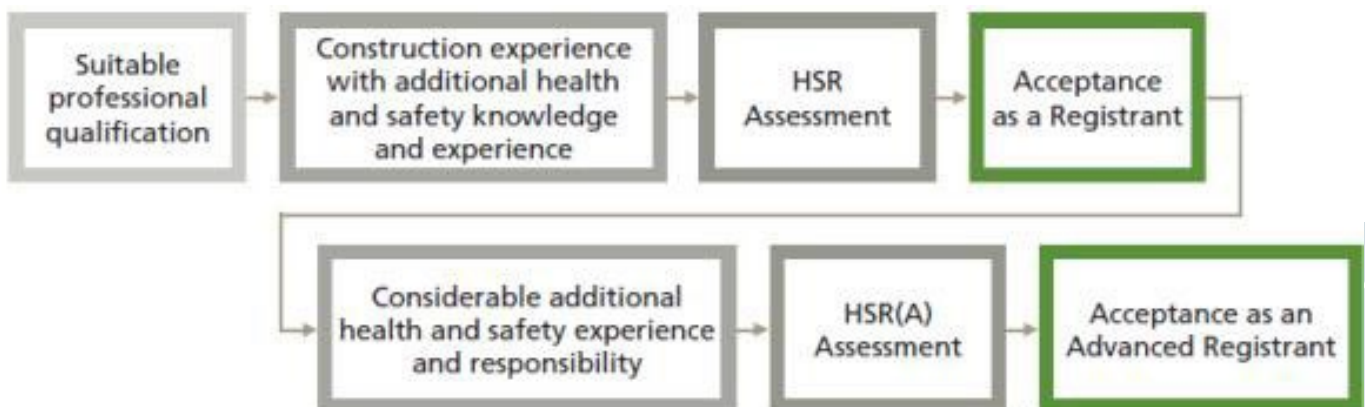 Suitable
professional
qualification
Construction experience
with additional health
and safety knowledge
and experience
HSR
Assessment
Acceptance
as a Registrant
Considerable additional
health and safety experience
and responsibility
HSR(A)
Assessment
Acceptance as an
Advanced Registrant